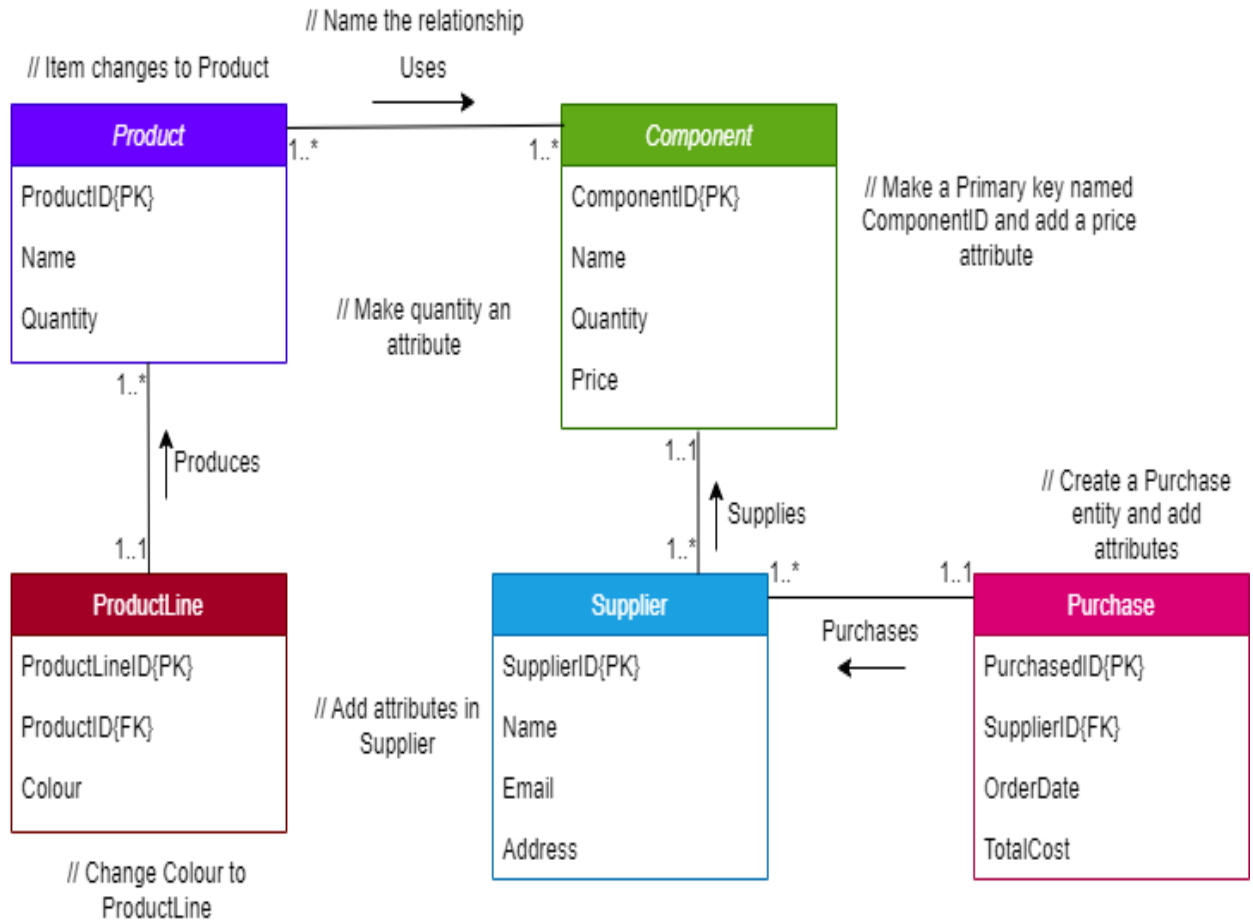 // Name the relationship
// Item changes to Product
Uses
Product
1..*
1..*
Component
ProductID{PK}
Name
Quantity
ComponentID{PK}
Name
Quantity
Price
// Make a Primary key named
ComponentID and add a price
attribute
// Make quantity an
attribute
1..*
Produces
1..1
1..1
Supplies
1..*
// Create a Purchase
entity and add
attributes
ProductLine
ProductLineID{PK}
ProductID{FK}
Colour
// Change Colour to
ProductLine
// Add attributes in
Supplier
Supplier
SupplierID{PK}
Name
Email
Address
1..*
1..1
Purchases
Purchase
PurchasedID{PK}
SupplierID{FK}
OrderDate
TotalCost